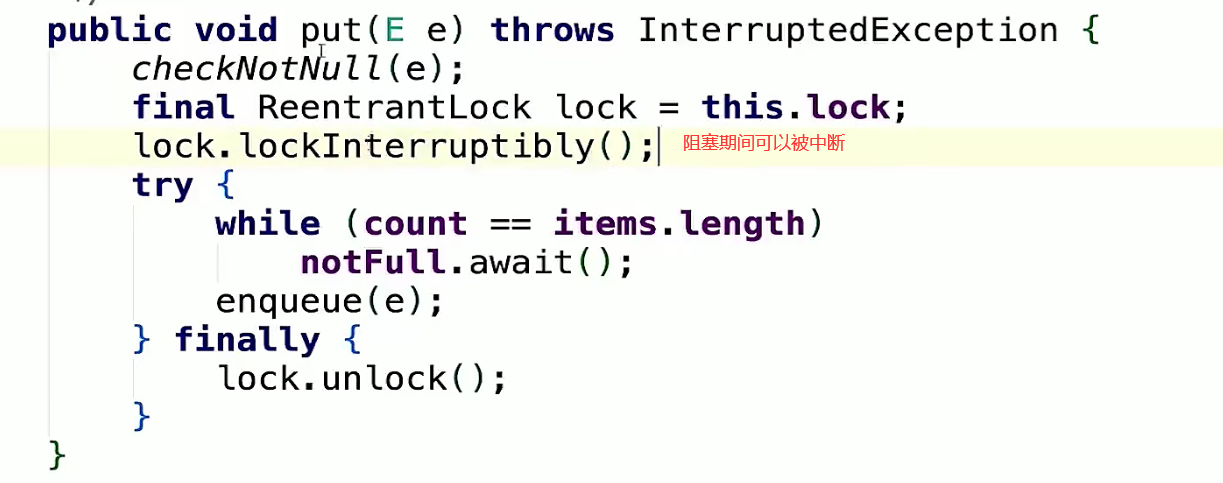 public void put(E e) throws InterruptedException {
checkNotNull(e);
final ReentrantLock lock = this.lock;
lock.lockInterruptibly(); 阻塞期间可以被中断
try {
while (count == items.length)
notFull.await();
enqueue(e);
} finally {
lock.unlock();
}
}